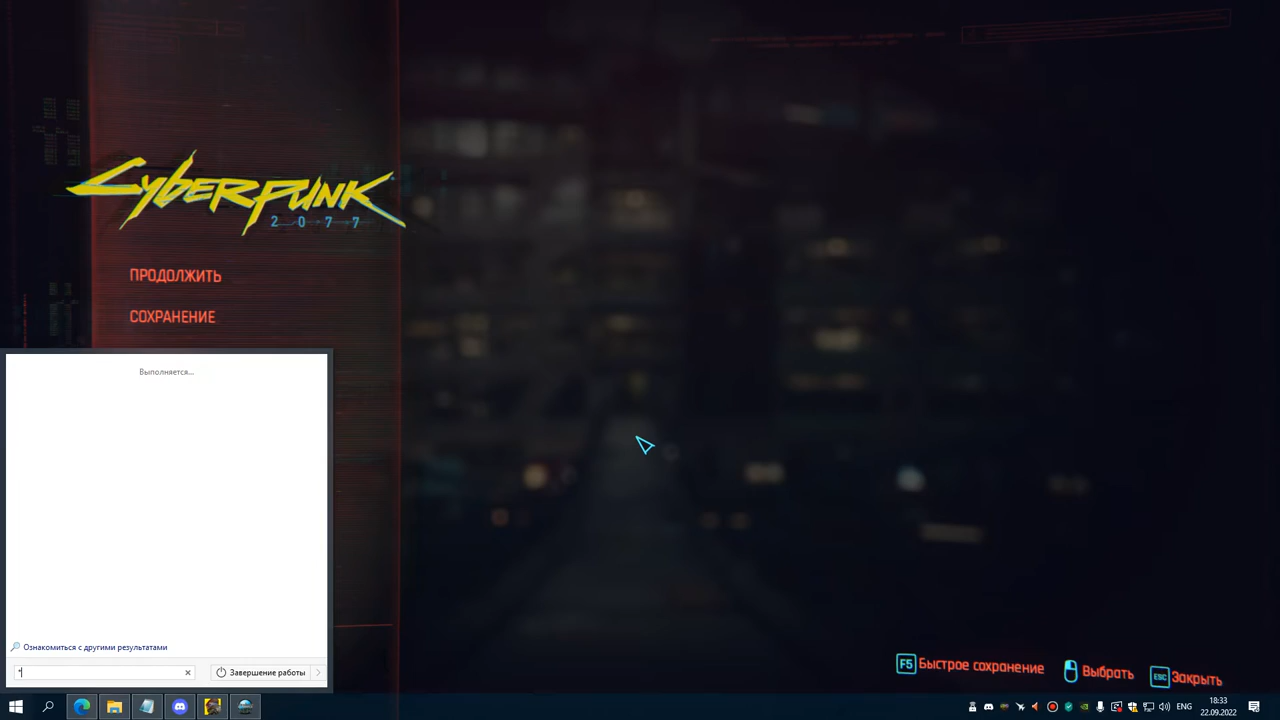 CYBERPUNK
2077
ПРОДОЛЖИТЬ
СОХРАНЕНИЕ
Выполняется...
Ознакомиться с другими результатами
Завершение работы
F5 Быстрое сохранение
Выбрать
ESC Закрыть
ENG
18:33
22.09.2022